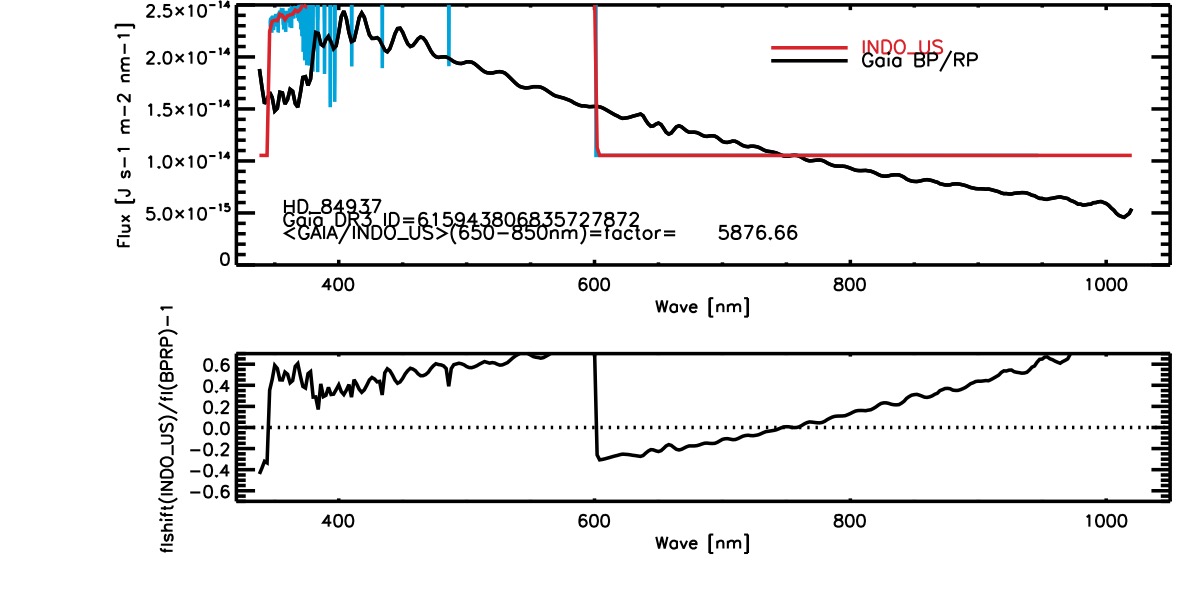 2.5×10−14
2.0×10−14
1.5×10−14
1.0×10−14
5.0×10−15
0
Flux [J s−1 m−2 nm−1]
INDO_US
Gaia BP/RP
HD_84937
Gaia DR3 ID=615943806835727872
<GAIA/INDO_US>(650−850nm)=factor= 5876.66
400 600 800 1000
Wave [nm]
0.6
0.4
0.2
0.0
−0.2
−0.4
−0.6
flshift(INDO_US)/fl(BPRP)−1
400 600 800 1000
Wave [nm]